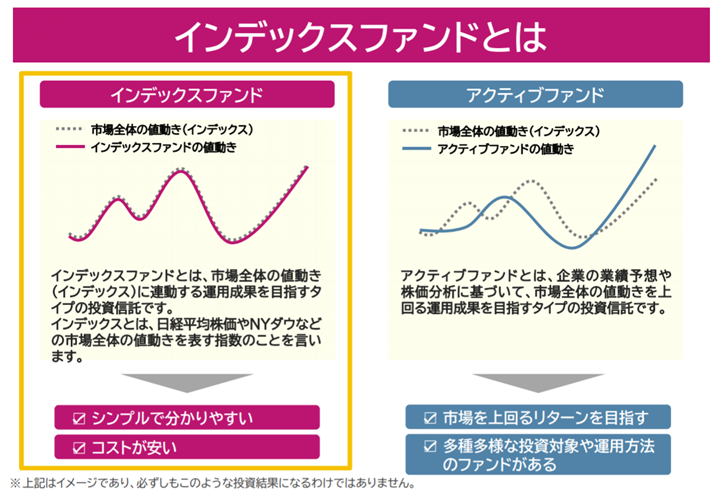 インデックスファンドとは
インデックスファンド
市場全体の値動き(インデックス)
インデックスファンドの値動き
インデックスファンドとは、市場全体の値動き
(インデックス)に連動する運用成果を目指すタ
イプの投資信託です。
インデックスとは、日経平均株価やNYダウなど
の市場全体の値動きを表す指数のことを言い
ます。
シンプルで分かりやすい
コストが安い
アクティブファンド
市場全体の値動き(インデックス)
アクティブファンドの値動き
アクティブファンドとは、企業の業績予想や
株価分析に基づいて、市場全体の値動きを上
回る運用成果を目指すタイプの投資信託です。
市場を上回るリターンを目指す
多種多様な投資対象や運用方法
のファンドがある
※上記はイメージであり、必ずしもこのような投資結果になるわけではありません。